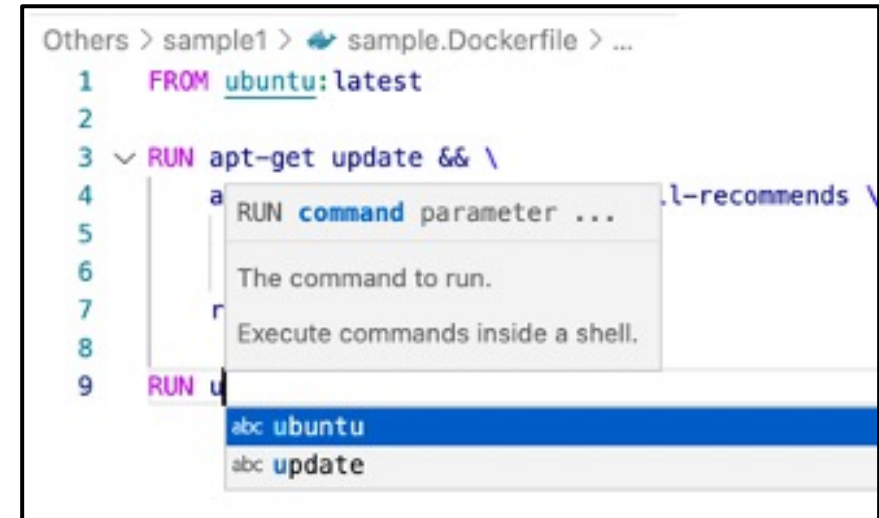 Others > sample1 > sample.Dockerfile > ...
1 FROM ubuntu:latest
2
3 RUN apt-get update && \
4 a l-recommends \
RUN command parameter ...
5
6 The command to run.
7 r
Execute commands inside a shell.
8
9 RUN u
abc ubuntu
abc update